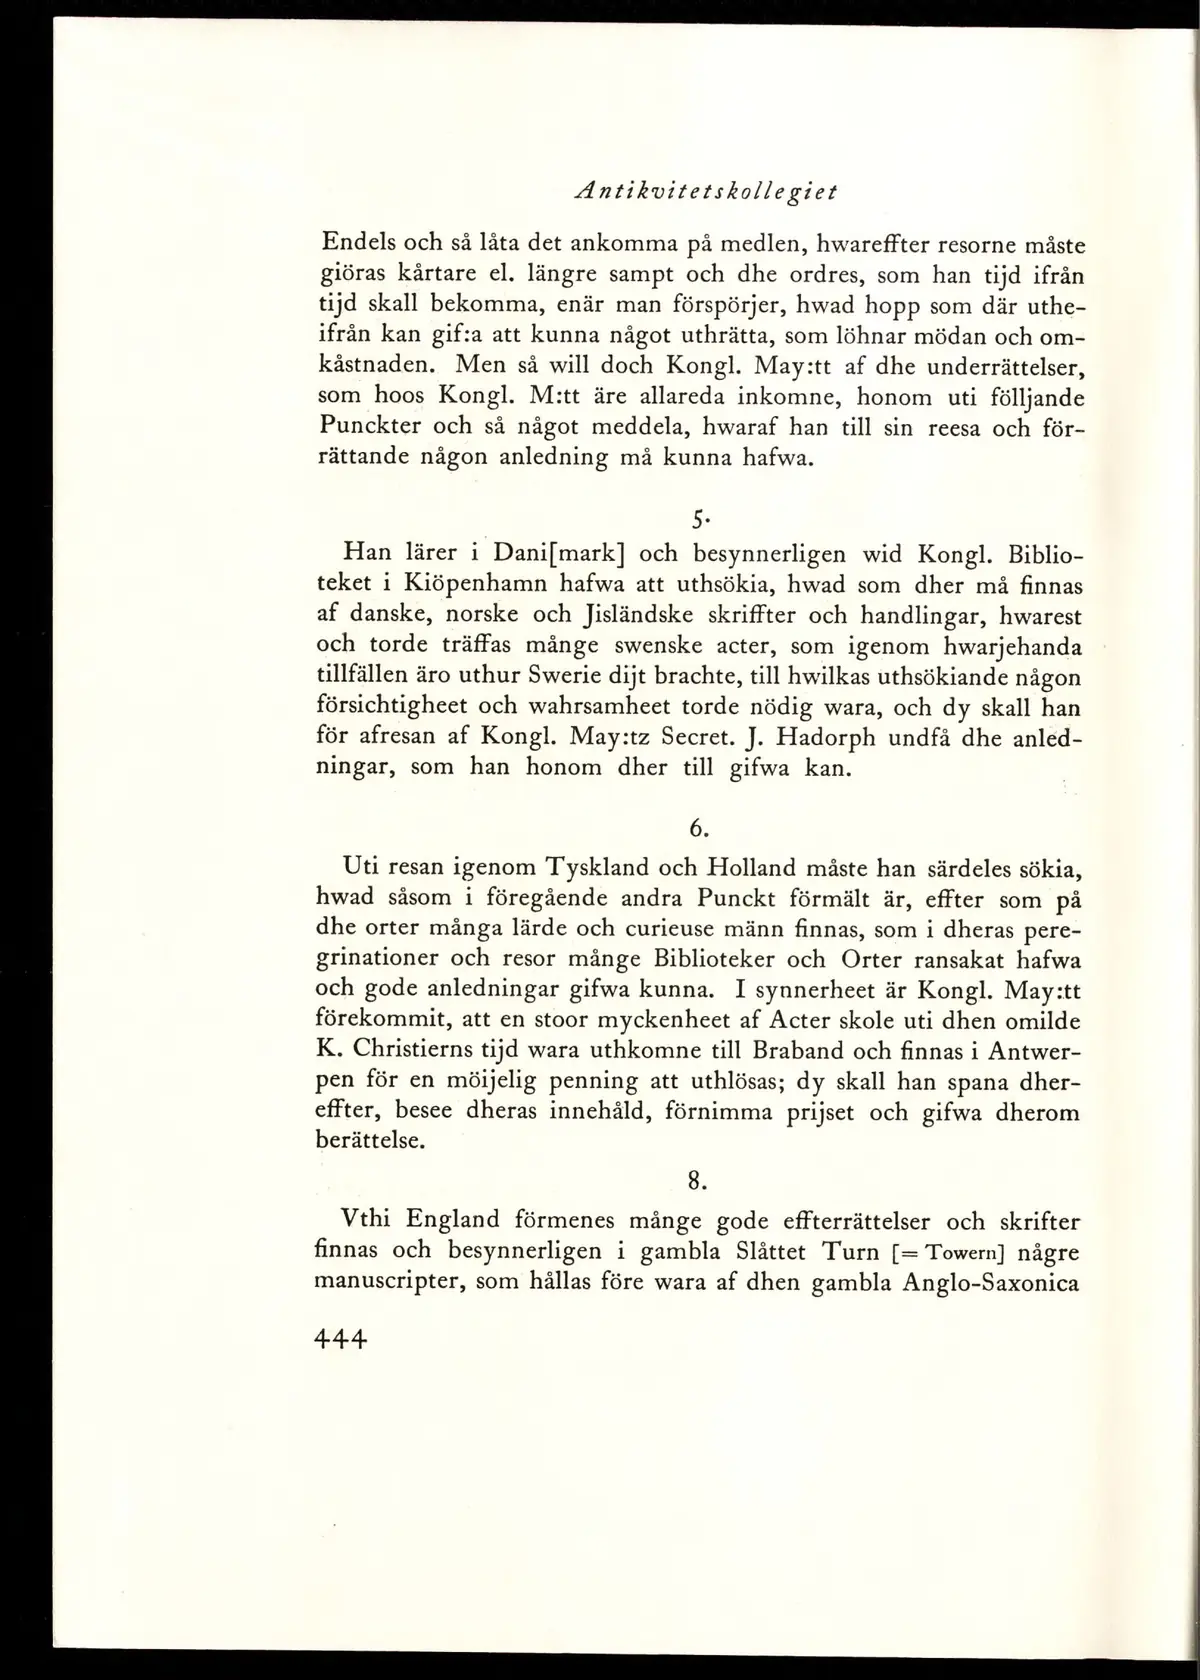 Antikvitetskollegiet
Endels och så låta det ankomma på medlen, hwareffter resorne måste
giöras kårtare el. längre sampt och dhe ordres, som han tijd ifrån
tijd skall bekomma, enär man förspörjer, hwad hopp som där uthe-
ifrån kan gif:a att kunna något uthrätta, som löhnar mödan och om-
kåstnaden. Men så will doch Kongl. May:tt af dhe underrättelser,
som hoos Kongl. M:tt äre allareda inkomne, honom uti fölljande
Punckter och så något meddela, hwaraf han till sin reesa och för-
rättande någon anledning må kunna hafwa.
5.
Han lärer i Dani[mark] och besynnerligen wid Kongl. Biblio-
teket i Kiöpenhamn hafwa att uthsökia, hwad som dher må finnas
af danske, norske och Jisländske skriffter och handlingar, hwarest
och torde träffas månge swenske acter, som igenom hwarjehanda
tillfällen äro uthur Swerie dijt brachte, till hwilkas uthsökiande någon
försichtigheet och wahrsamheet torde nödig wara, och dy skall han
för afresan af Kongl. May:tz Secret. J. Hadorph undfå dhe anled-
ningar, som han honom dher till gifwa kan.
6.
Uti resan igenom Tyskland och Holland måste han särdeles sökia,
hwad såsom i föregående andra Punckt förmält är, effter som på
dhe orter många lärde och curieuse männ finnas, som i dheras pere-
grinationer och resor månge Biblioteker och Orter ransakat hafwa
och gode anledningar gifwa kunna. I synnerheet är Kongl. May:tt
förekommit, att en stoor myckenheet af Acter skole uti dhen omilde
K. Christierns tijd wara uthkomne till Braband och finnas i Antwer-
pen för en möijelig penning att uthlösas; dy skall han spana dher-
effter, besee dheras innehåld, förnimma prijset och gifwa dherom
berättelse.
8.
Vthi England förmenes månge gode effterrättelser och skrifter
finnas och besynnerligen i gambla Slåttet Turn [= Towern] någre
manuscripter, som hållas före wara af dhen gambla Anglo-Saxonica
444